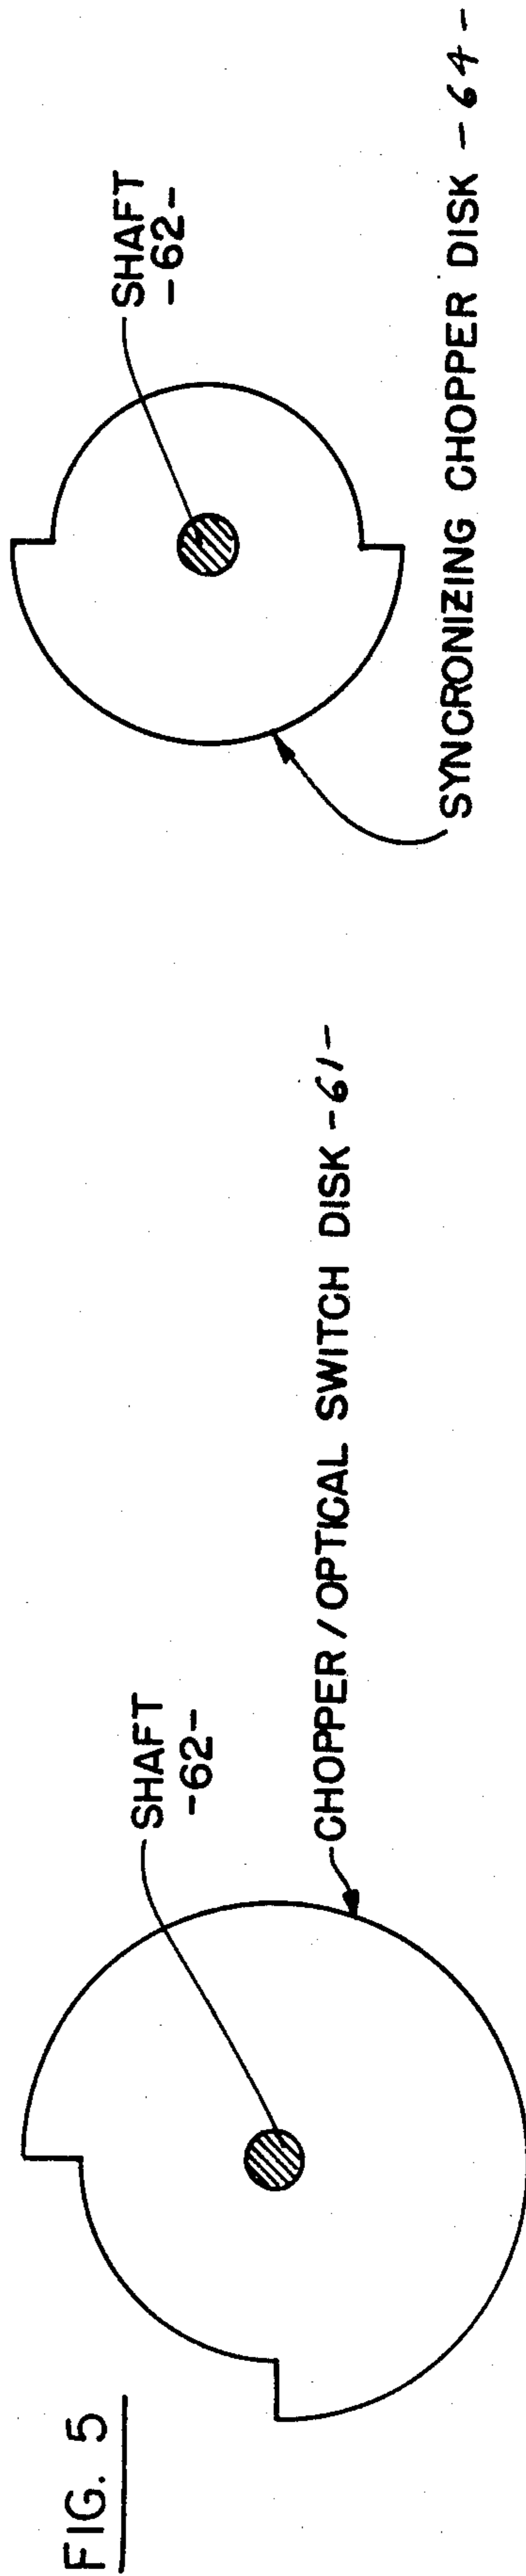 FIG. 5
SHAFT
-62-
CHOPPER / OPTICAL SWITCH DISK -61-
SHAFT
-62-
SYNCRONIZING CHOPPER DISK -64-